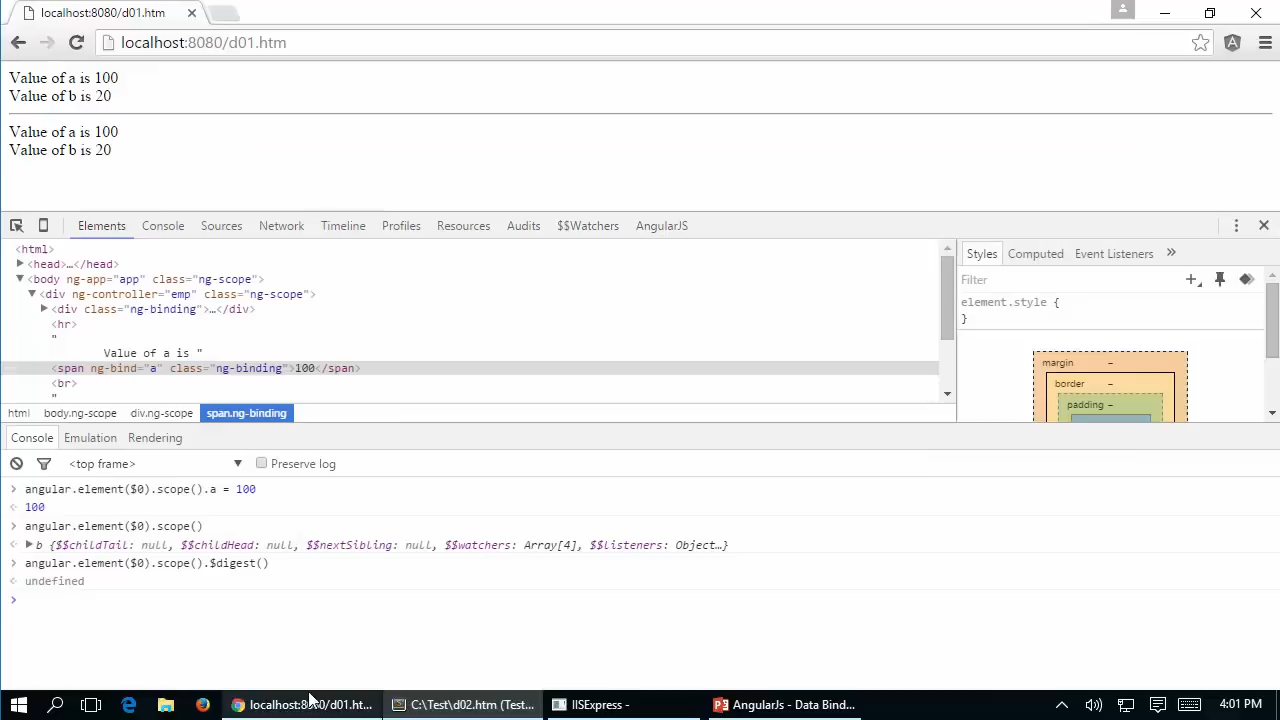 localhost:8080/d01.htm
localhost:8080/d01.htm
Value of a is 100
Value of b is 20
Value of a is 100
Value of b is 20
Elements Console Sources Network Timeline Profiles Resources Audits $$Watchers AngularJS
<html>
<head>…</head>
<body ng-app="app" class="ng-scope">
<div ng-controller="emp" class="ng-scope">
<div class="ng-binding">…</div>
<hr>
"
Value of a is "
<span ng-bind="a" class="ng-binding">100</span>
<br>
"
html body.ng-scope div.ng-scope span.ng-binding
Styles Computed Event Listeners »
Filter
element.style {
}
margin –
border –
padding –
Console Emulation Rendering
<top frame> Preserve log
angular.element($0).scope().a = 100
100
angular.element($0).scope()
b {$$childTail: null, $$childHead: null, $$nextSibling: null, $$watchers: Array[4], $$listeners: Object…}
angular.element($0).scope().$digest()
undefined
localhost:8080/d01.ht... C:\Test\d02.htm (Test... IISExpress - AngularJs - Data Bind... 4:01 PM